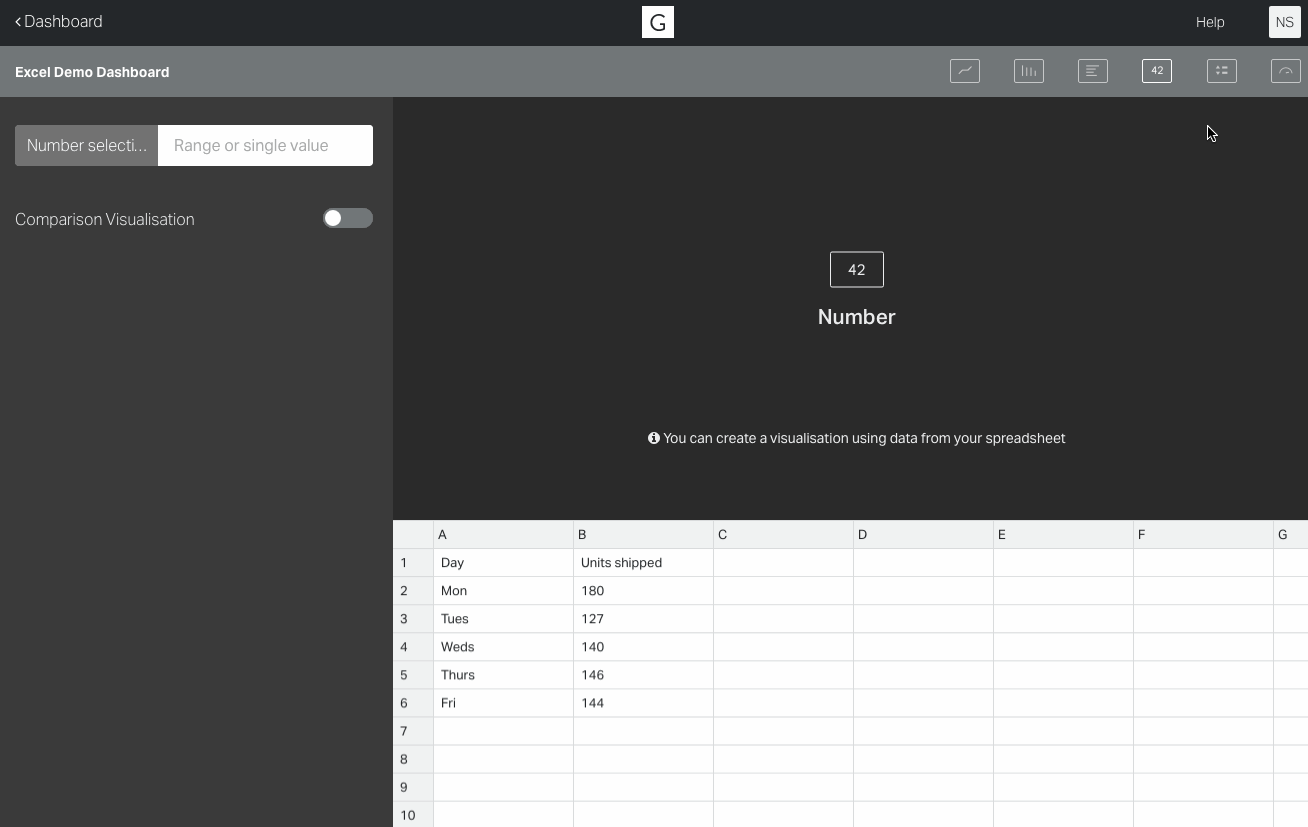 Dashboard
G
Help
NS
Excel Demo Dashboard
42
Number selecti...
Range or single value
Comparison Visualisation
42
Number
You can create a visualisation using data from your spreadsheet
A B C D E F G
1 Day Units shipped
2 Mon 180
3 Tues 127
4 Weds 140
5 Thurs 146
6 Fri 144
7
8
9
10